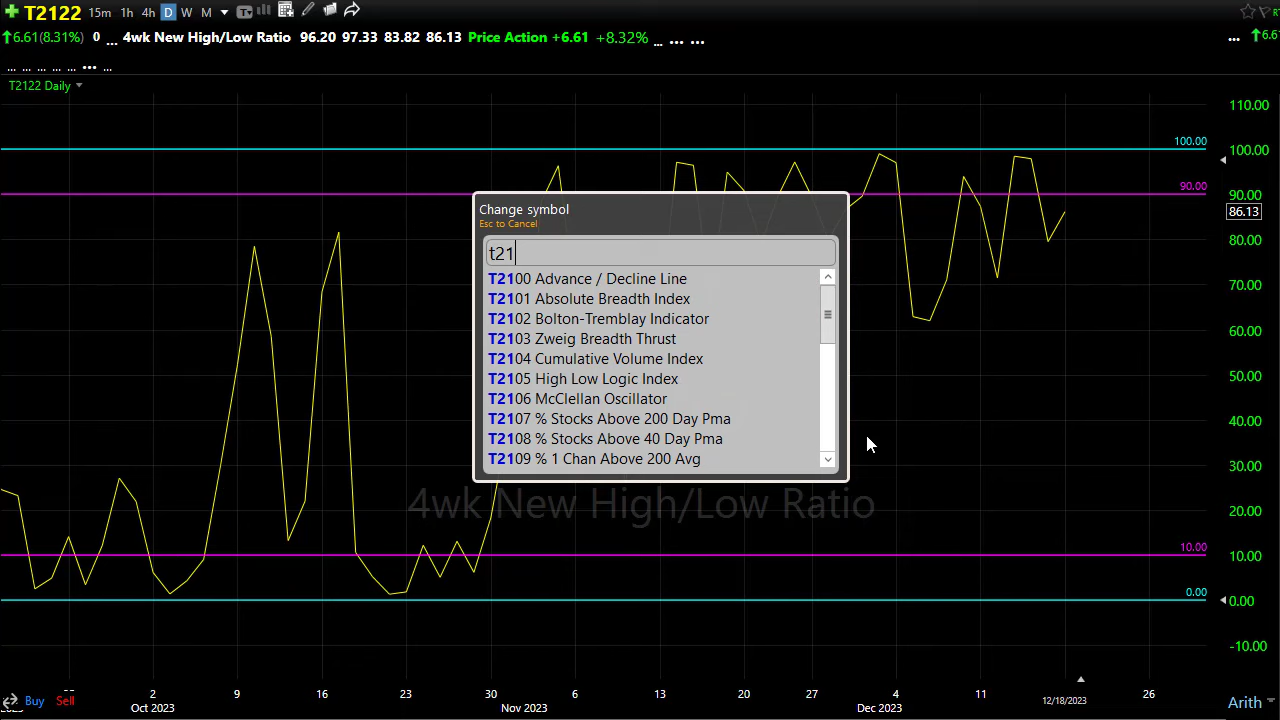 T2122 15m 1h 4h D W M T
6.61(8.31%) 0 ... 4wk New High/Low Ratio 96.20 97.33 83.82 86.13 Price Action +6.61 +8.32% ... ... ... ... 6.61
... ... ... ... ... ... ...
T2122 Daily
110.00
100.00 100.00
90.00 90.00
86.13
80.00
70.00
60.00
50.00
40.00
30.00
20.00
10.00 10.00
0.00 0.00
-10.00
Change symbol
Esc to Cancel
t21
T2100 Advance / Decline Line
T2101 Absolute Breadth Index
T2102 Bolton-Tremblay Indicator
T2103 Zweig Breadth Thrust
T2104 Cumulative Volume Index
T2105 High Low Logic Index
T2106 McClellan Oscillator
T2107 % Stocks Above 200 Day Pma
T2108 % Stocks Above 40 Day Pma
T2109 % 1 Chan Above 200 Avg
4wk New High/Low Ratio
Buy Sell
2 9 16 23 30 6 13 20 27 4 11 12/18/2023 26
Oct 2023 Nov 2023 Dec 2023
Arith